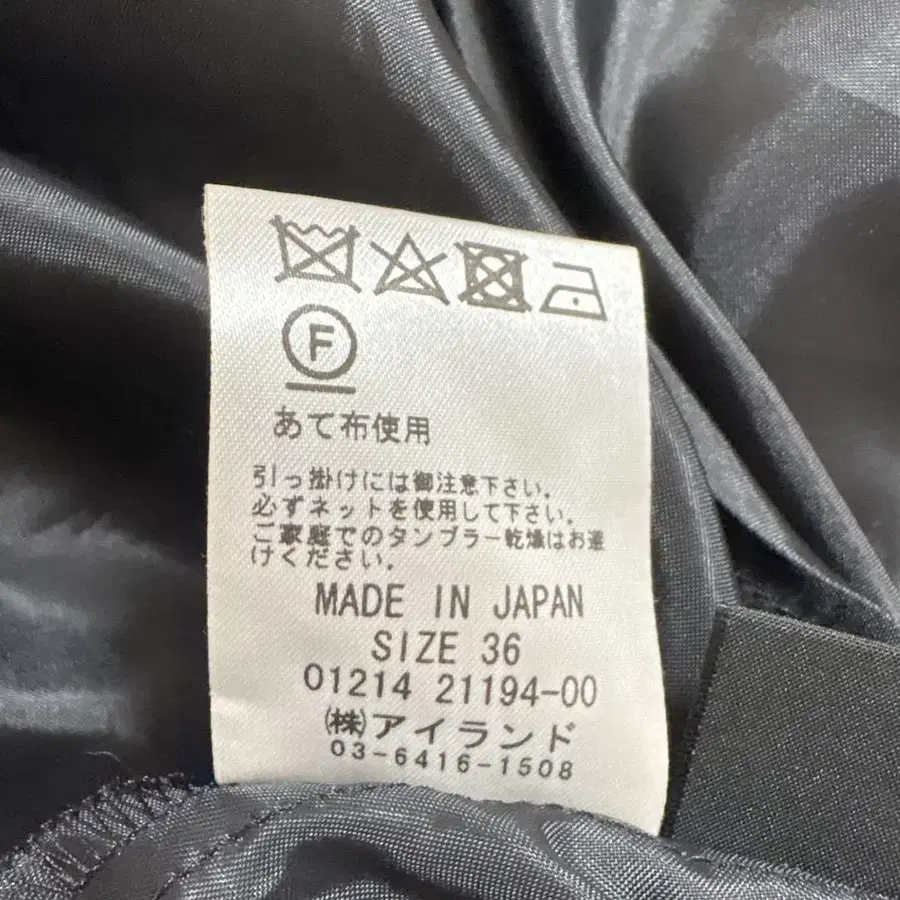 F
あて布使用
引っ掛けには御注意下さい。
必ずネットを使用して下さい。
ご家庭でのタンブラー乾燥はお避
けください。
MADE IN JAPAN
SIZE 36
01214 21194-00
㈱アイランド
03-6416-1508